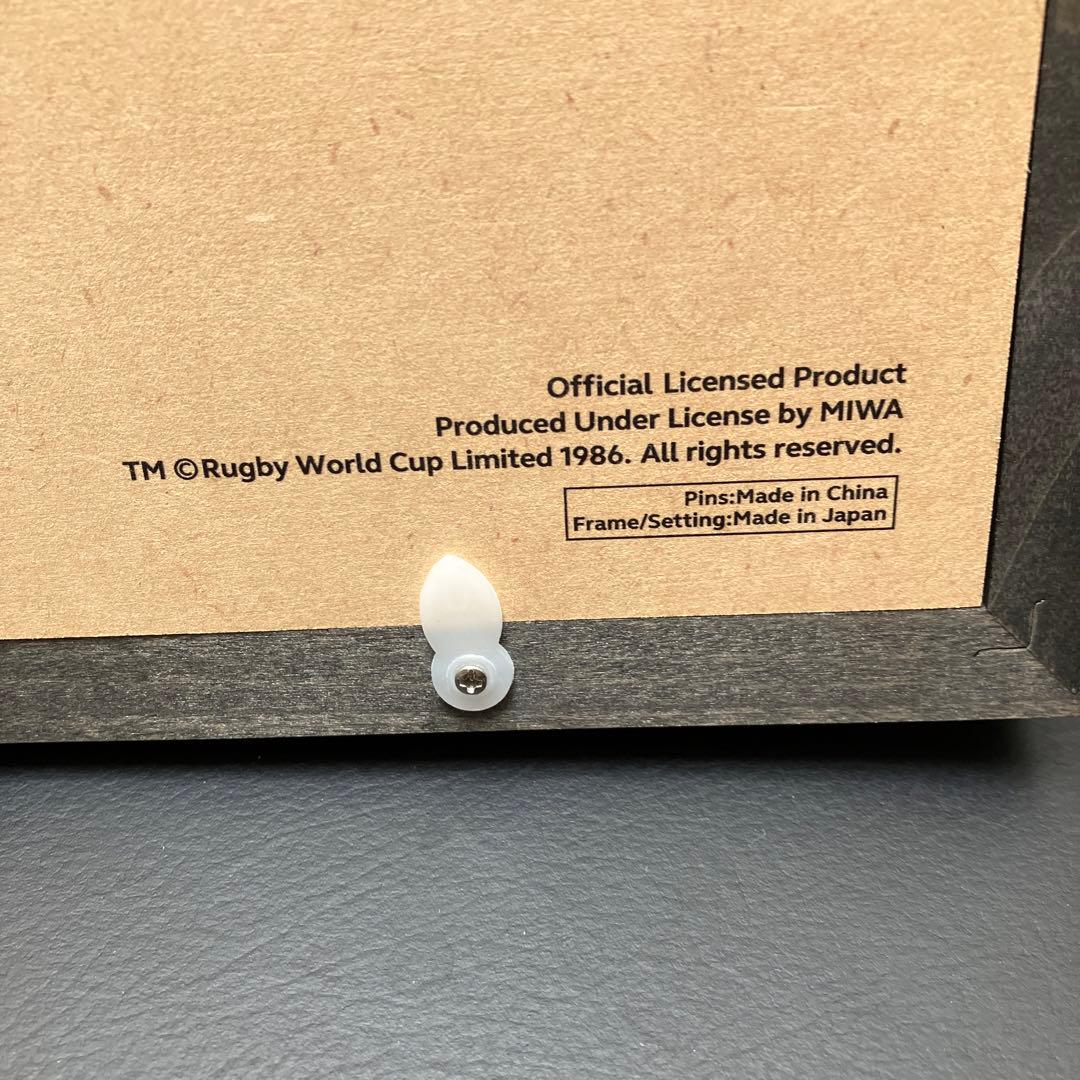 Official Licensed Product
Produced Under License by MIWA
TM ©Rugby World Cup Limited 1986. All rights reserved.
Pins:Made in China
Frame/Setting:Made in Japan